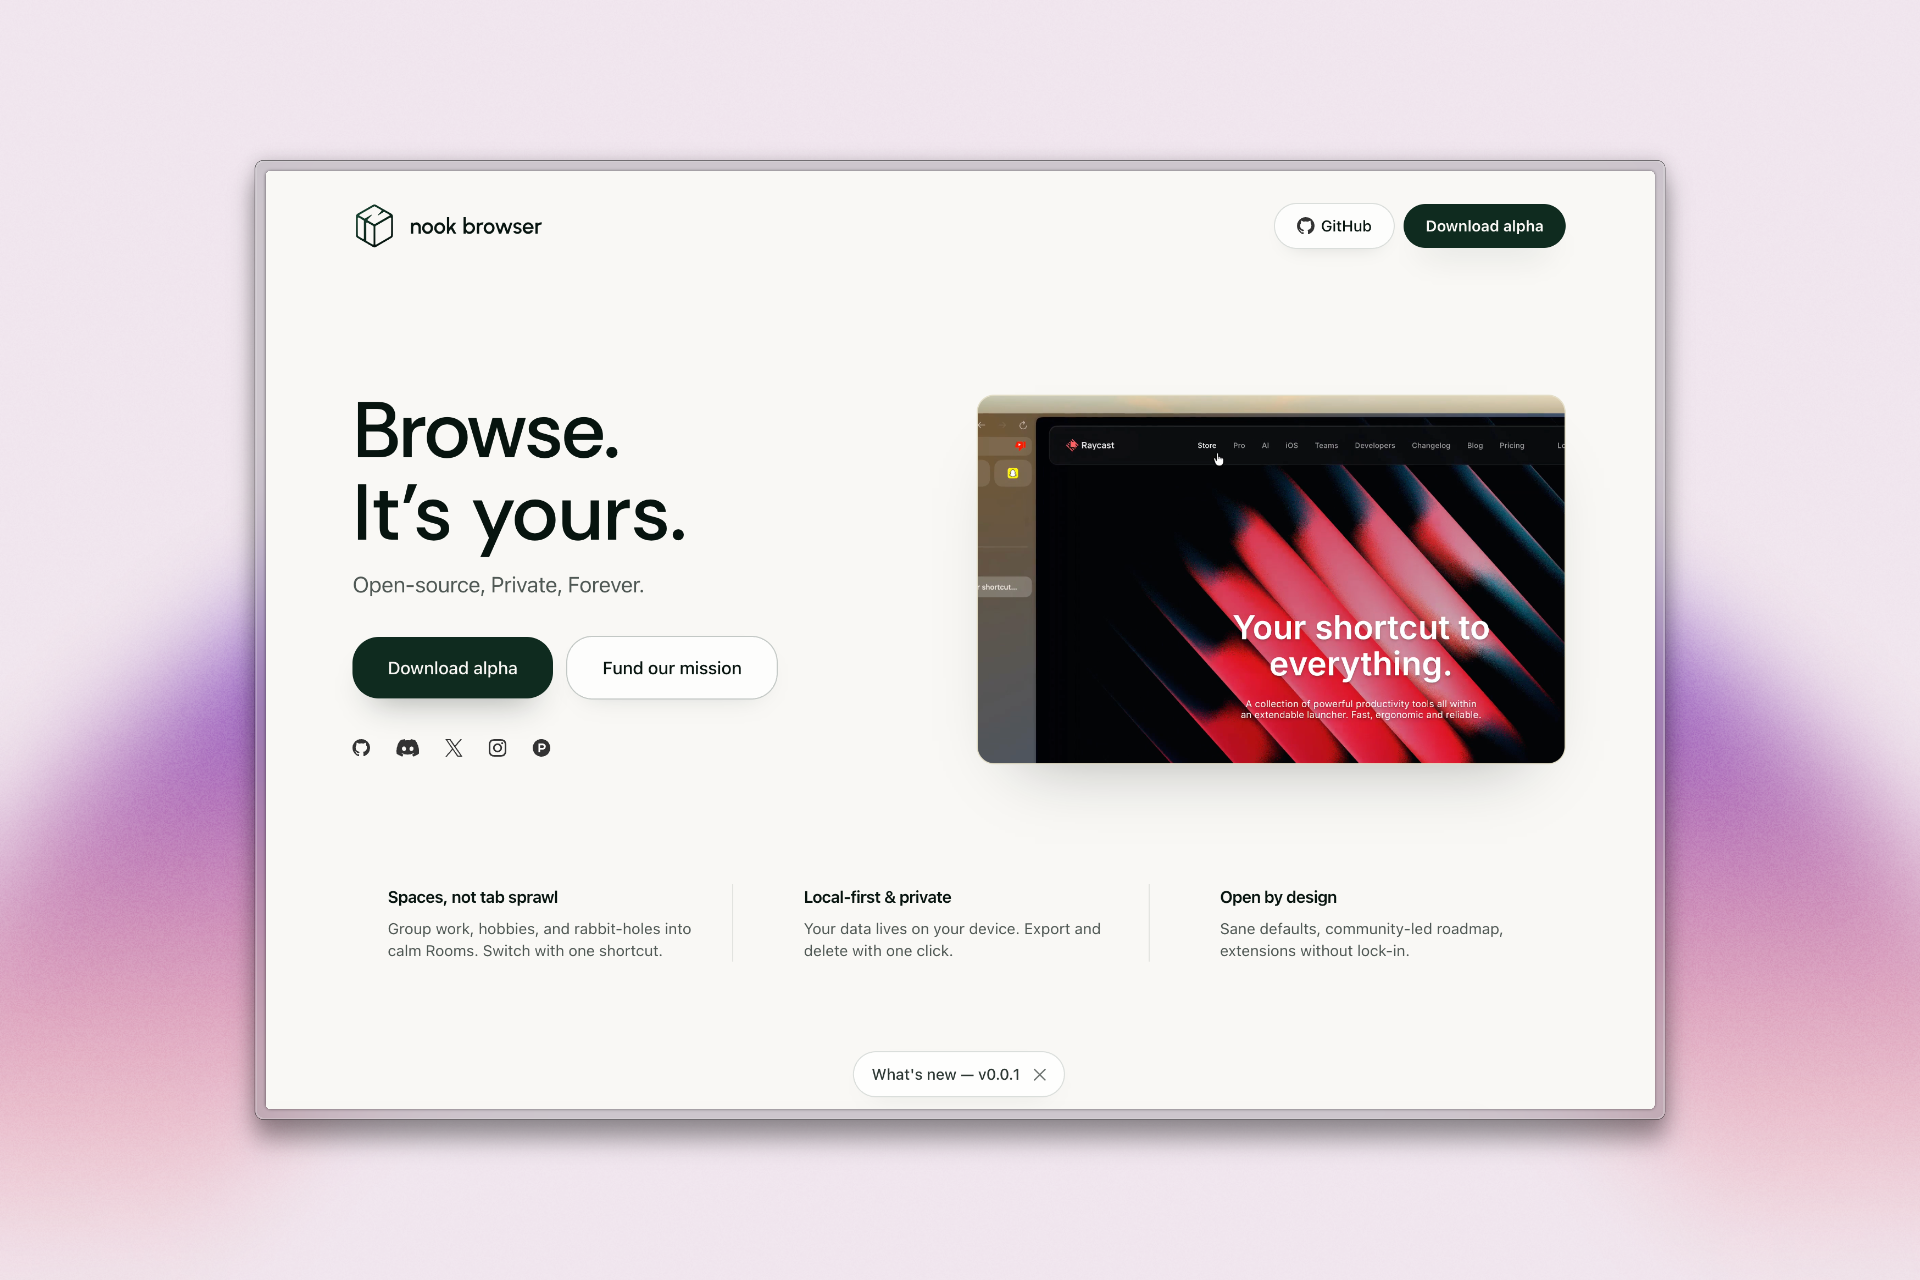 nook browser
GitHub
Download alpha
Browse.
It’s yours.
Open-source, Private, Forever.
Download alpha
Fund our mission
Raycast
Store Pro AI iOS Teams Developers Changelog Blog Pricing
shortcut...
Your shortcut to
everything.
A collection of powerful productivity tools all within
an extendable launcher. Fast, ergonomic and reliable.
Spaces, not tab sprawl
Group work, hobbies, and rabbit-holes into
calm Rooms. Switch with one shortcut.
Local-first & private
Your data lives on your device. Export and
delete with one click.
Open by design
Sane defaults, community-led roadmap,
extensions without lock-in.
What's new — v0.0.1